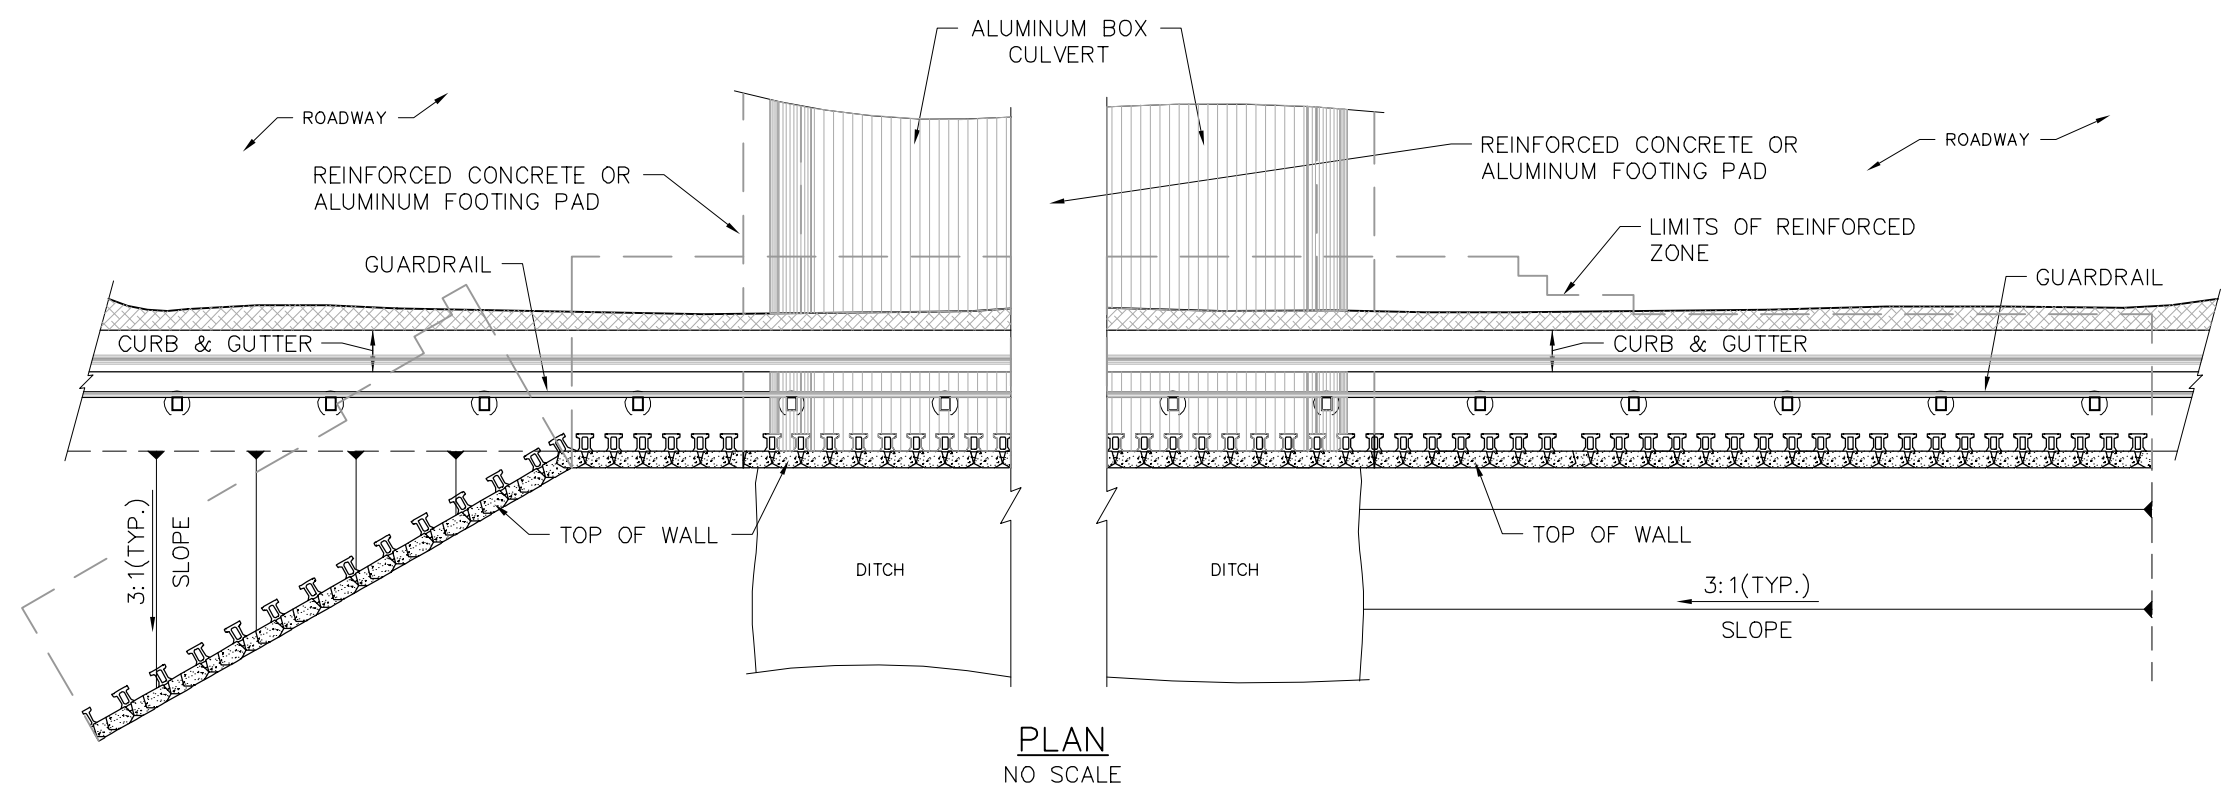 ALUMINUM BOX
CULVERT
ROADWAY
ROADWAY
REINFORCED CONCRETE OR
ALUMINUM FOOTING PAD
REINFORCED CONCRETE OR
ALUMINUM FOOTING PAD
LIMITS OF REINFORCED
ZONE
GUARDRAIL
GUARDRAIL
CURB & GUTTER
CURB & GUTTER
3:1(TYP.)
SLOPE
TOP OF WALL
TOP OF WALL
DITCH
DITCH
3:1(TYP.)
SLOPE
PLAN
NO SCALE